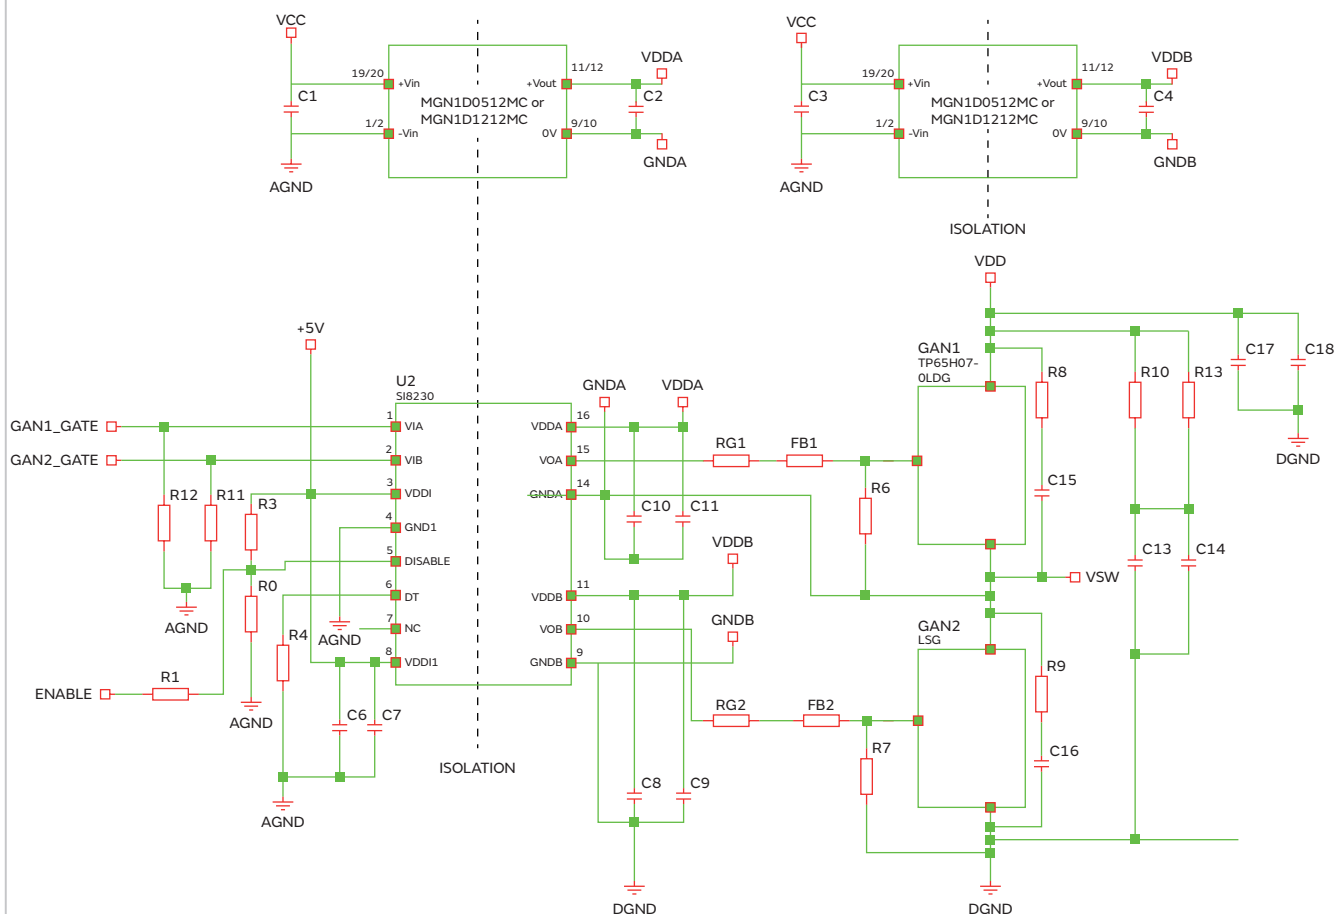 VCC
19/20
+Vin
C1
1/2
-Vin
AGND
MGN1D0512MC or
MGN1D1212MC
11/12
+Vout
VDDA
C2
9/10
0V
GNDA
VCC
19/20
+Vin
C3
1/2
-Vin
AGND
MGN1D0512MC or
MGN1D1212MC
11/12
+Vout
VDDB
C4
9/10
0V
GNDB
ISOLATION
VDD
+5V
U2
SI8230
GNDA
VDDA
GAN1
TP65H07-
0LDG
R8
R10
R13
C17
C18
DGND
GAN1_GATE
1
VIA
16
VDDA
GAN2_GATE
2
VIB
15
VOA
RG1
FB1
R12
R11
R3
3
VDDI
14
GNDA
C10
C11
R6
C15
4
GND1
5
DISABLE
VDDB
C13
C14
R0
6
DT
11
VDDB
VSW
AGND
R4
AGND
7
NC
10
VOB
GNDB
GAN2
LSG
8
VDDI1
9
GNDB
R9
ENABLE
R1
AGND
C6
C7
RG2
FB2
R7
C16
ISOLATION
C8
C9
AGND
DGND
DGND